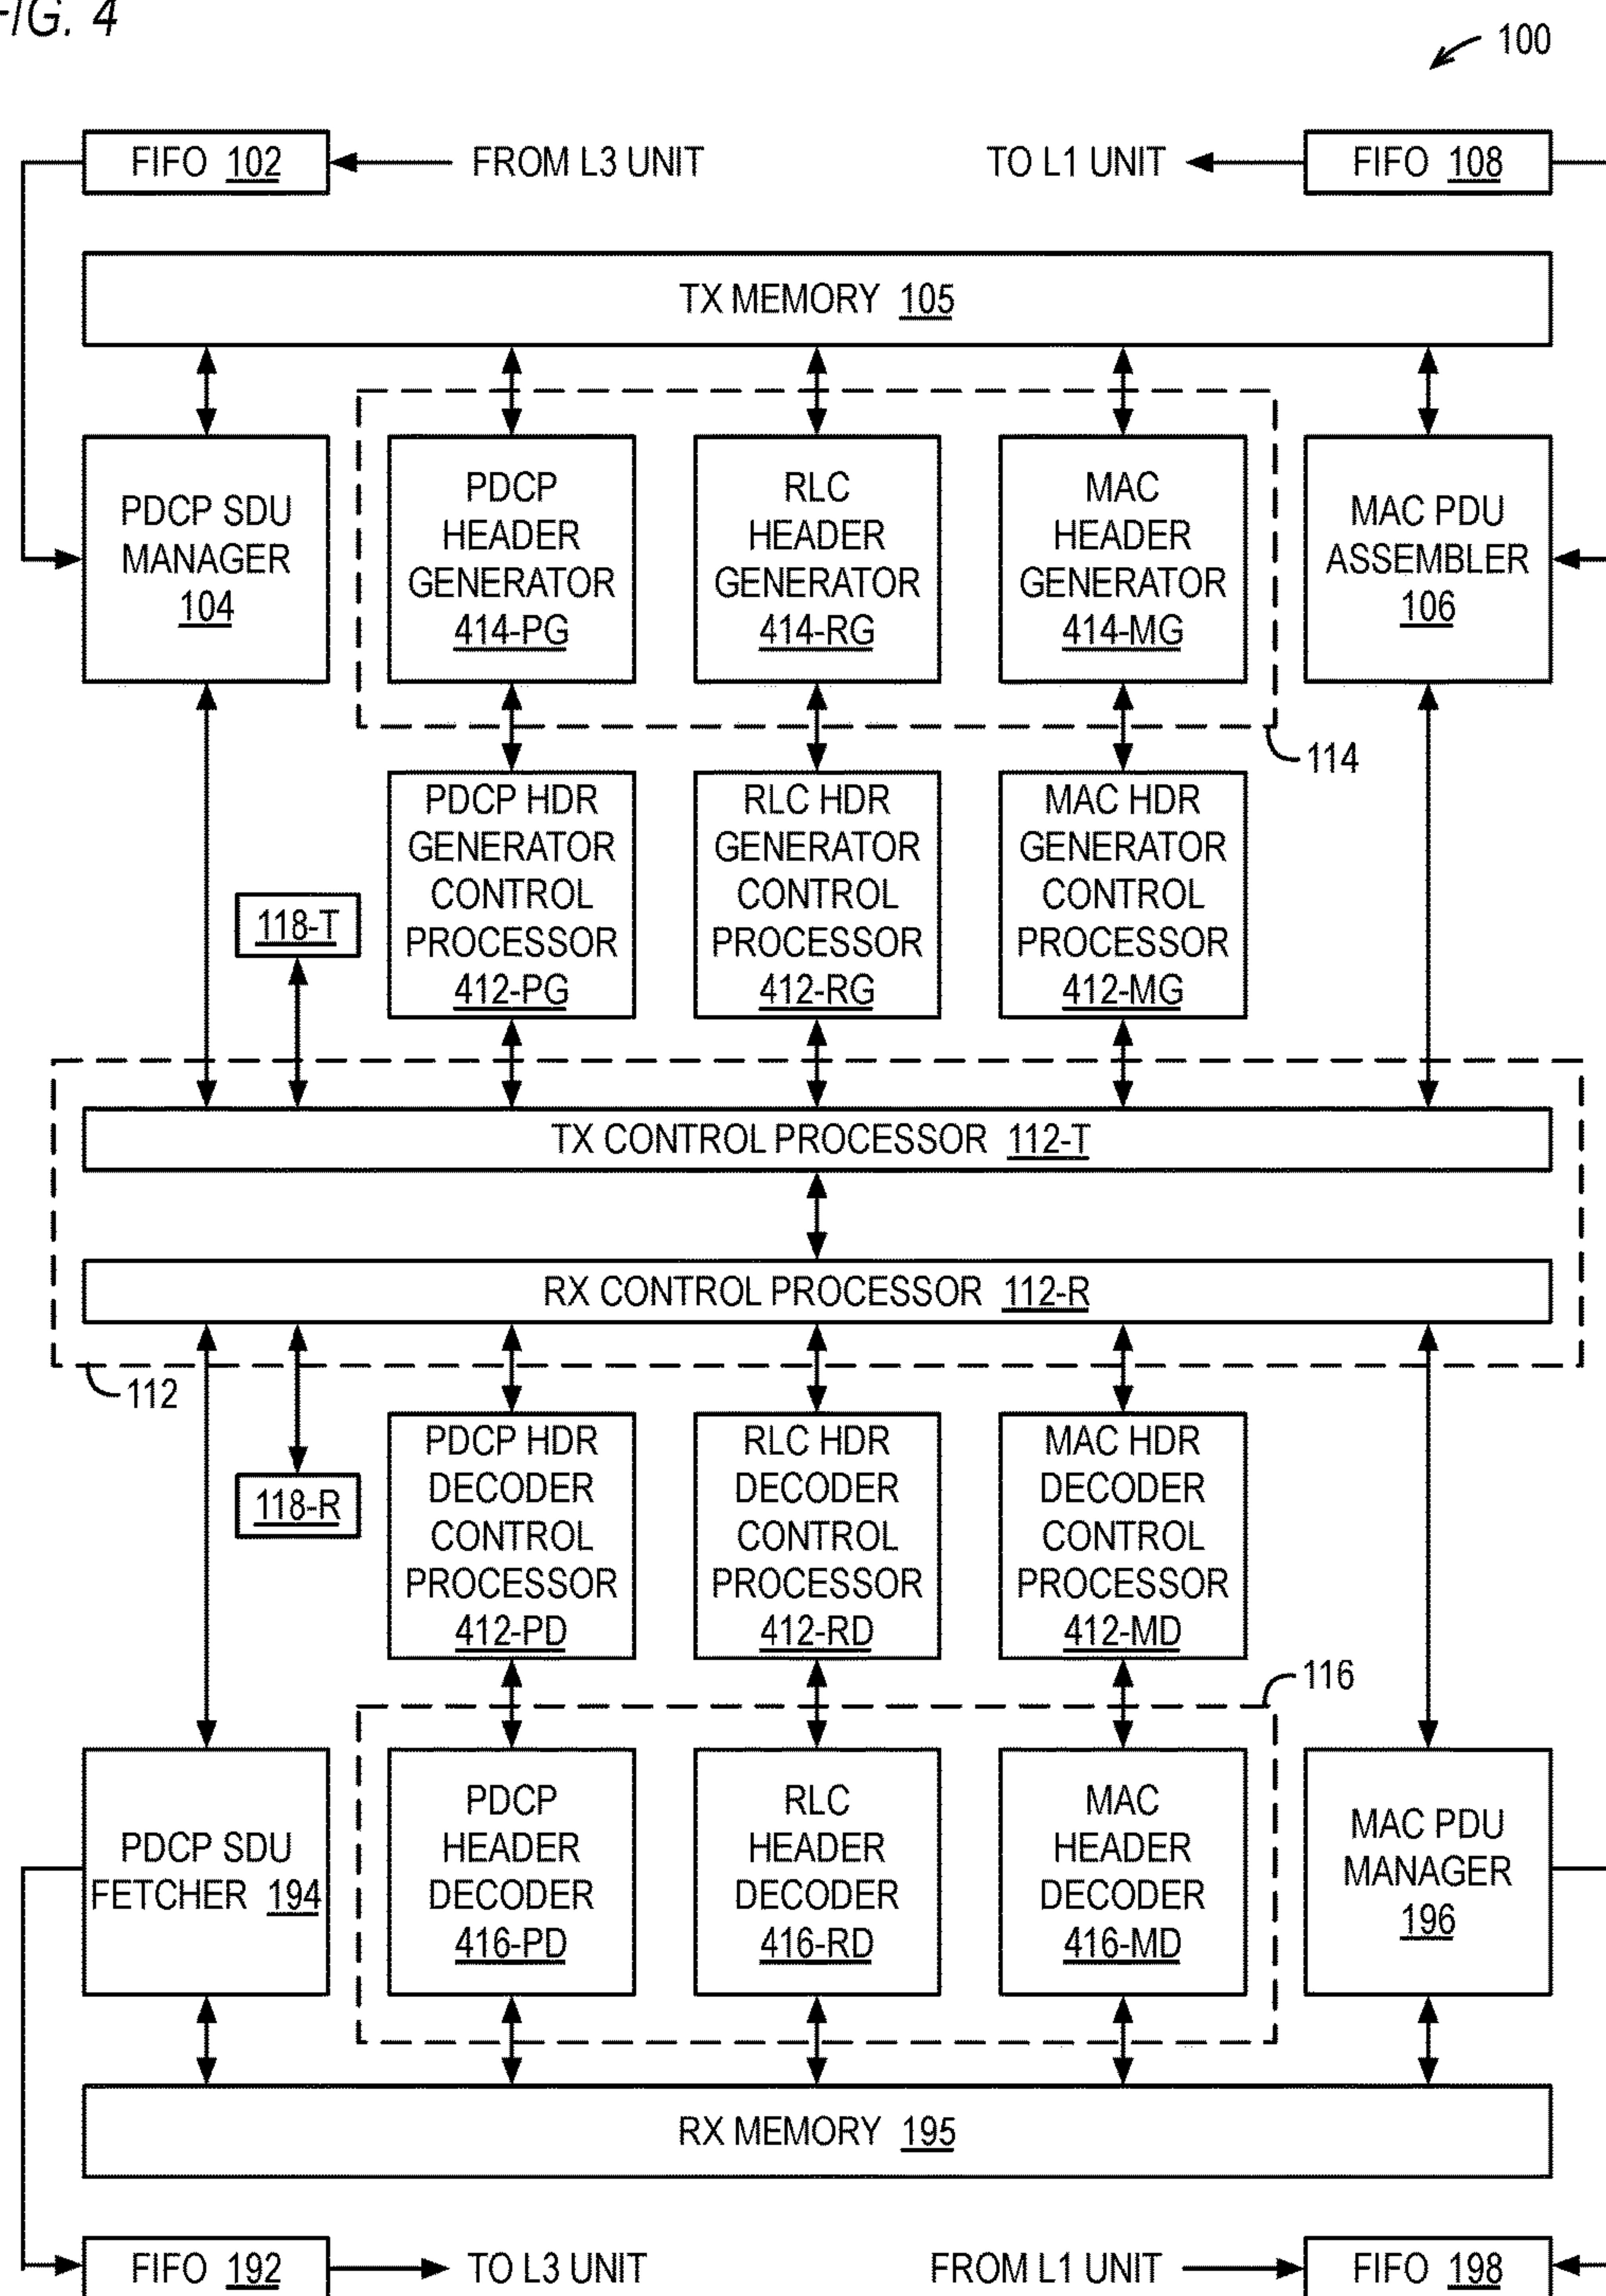 FIG. 4
100
FIFO 102
FROM L3 UNIT
TO L1 UNIT
FIFO 108
TX MEMORY 105
PDCP SDU
MANAGER
104
PDCP
HEADER
GENERATOR
414-PG
RLC
HEADER
GENERATOR
414-RG
MAC
HEADER
GENERATOR
414-MG
MAC PDU
ASSEMBLER
106
114
118-T
PDCP HDR
GENERATOR
CONTROL
PROCESSOR
412-PG
RLC HDR
GENERATOR
CONTROL
PROCESSOR
412-RG
MAC HDR
GENERATOR
CONTROL
PROCESSOR
412-MG
TX CONTROL PROCESSOR 112-T
RX CONTROL PROCESSOR 112-R
112
118-R
PDCP HDR
DECODER
CONTROL
PROCESSOR
412-PD
RLC HDR
DECODER
CONTROL
PROCESSOR
412-RD
MAC HDR
DECODER
CONTROL
PROCESSOR
412-MD
116
PDCP SDU
FETCHER 194
PDCP
HEADER
DECODER
416-PD
RLC
HEADER
DECODER
416-RD
MAC
HEADER
DECODER
416-MD
MAC PDU
MANAGER
196
RX MEMORY 195
FIFO 192
TO L3 UNIT
FROM L1 UNIT
FIFO 198